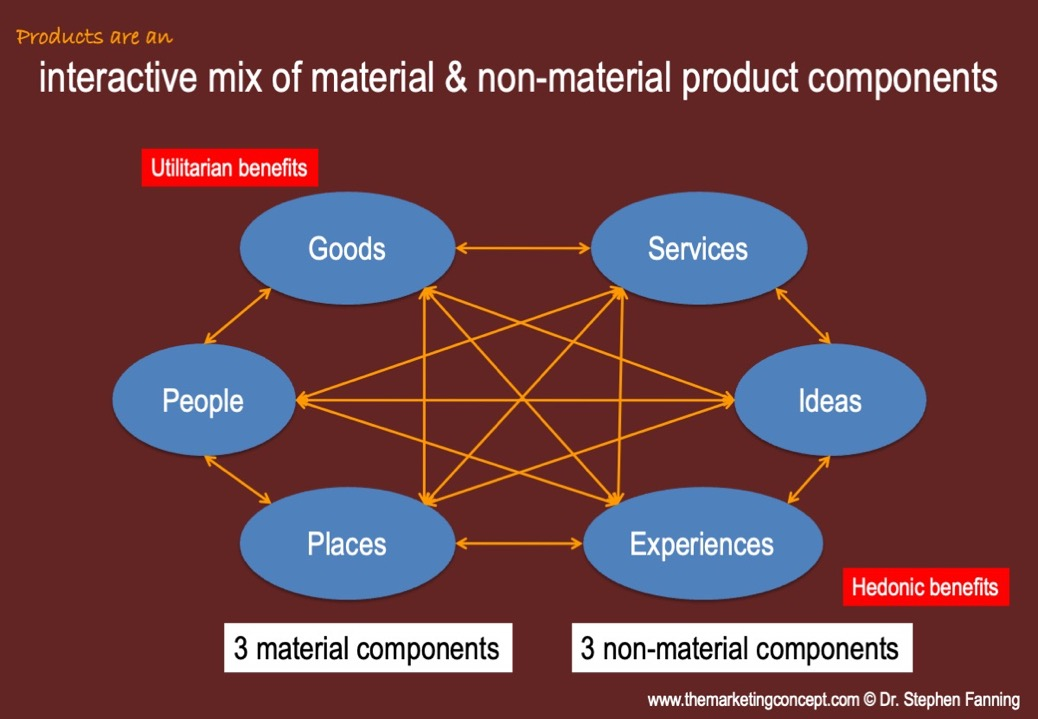 Products are an
interactive mix of material & non-material product components
Utilitarian benefits
Goods
Services
People
Ideas
Places
Experiences
Hedonic benefits
3 material components
3 non-material components
www.themarketingconcept.com © Dr. Stephen Fanning